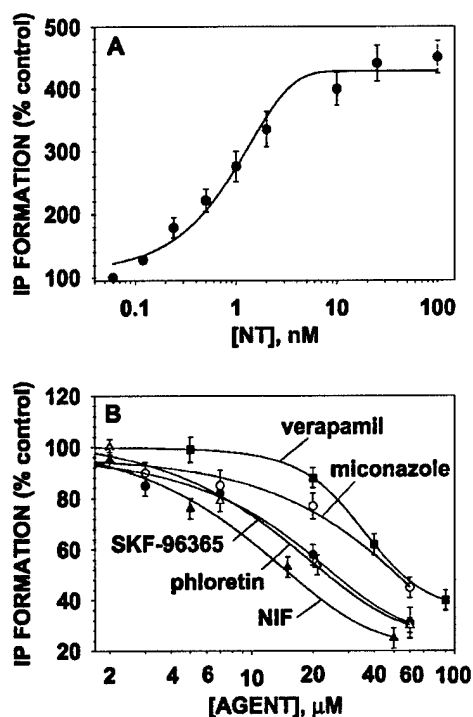 A
IP FORMATION (% control)
500
400
300
200
100
0.1 1 10 100
[NT], nM
B
IP FORMATION (% control)
120
100
80
60
40
20
verapamil
miconazole
SKF-96365
phloretin
NIF
2 4 6 10 20 40 60 100
[AGENT], µM